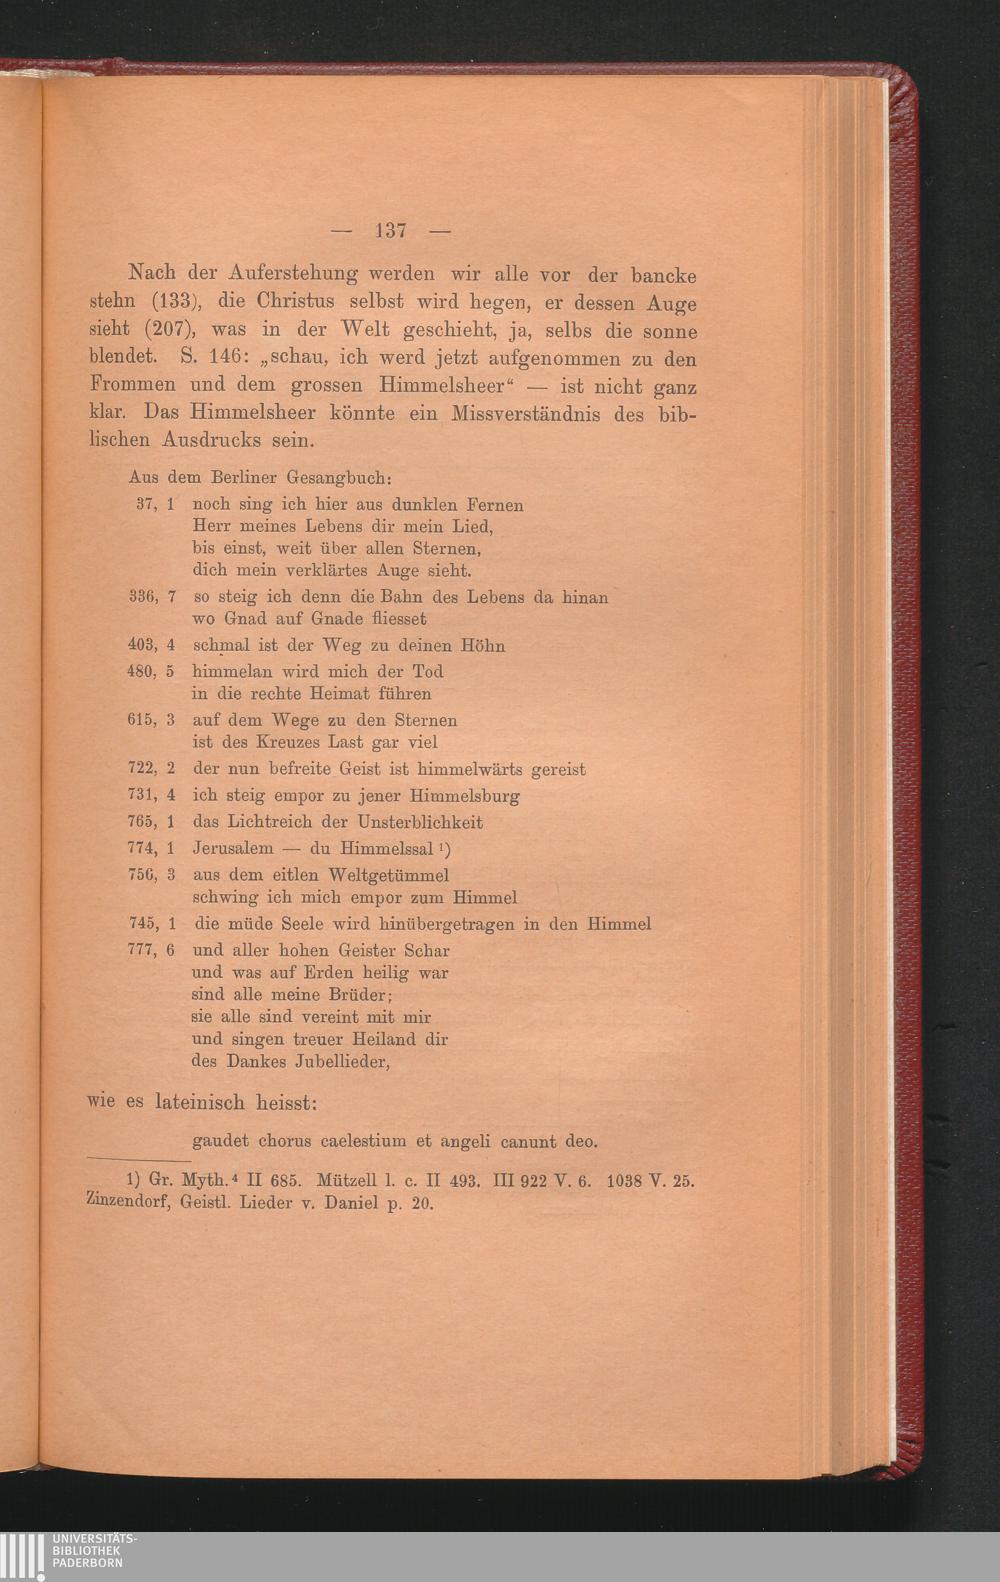 — 137 —
Nach der Auferstehung werden wir alle vor der bancke
stehn (133), die Christus selbst wird hegen, er dessen Auge
sieht (207), was in der Welt geschieht, ja, selbs die sonne
blendet. S. 146: „schau, ich werd jetzt aufgenommen zu den
Frommen und dem grossen Himmelsheer“ — ist nicht ganz
klar. Das Himmelsheer könnte ein Missverständnis des bib-
lischen Ausdrucks sein.
Aus dem Berliner Gesangbuch:
37, 1 noch sing ich hier aus dunklen Fernen
Herr meines Lebens dir mein Lied,
bis einst, weit über allen Sternen,
dich mein verklärtes Auge sieht.
336, 7 so steig ich denn die Bahn des Lebens da hinan
wo Gnad auf Gnade fliesset
403, 4 schmal ist der Weg zu deinen Höhn
480, 5 himmelan wird mich der Tod
in die rechte Heimat führen
615, 3 auf dem Wege zu den Sternen
ist des Kreuzes Last gar viel
722, 2 der nun befreite Geist ist himmelwärts gereist
731, 4 ich steig empor zu jener Himmelsburg
765, 1 das Lichtreich der Unsterblichkeit
774, 1 Jerusalem — du Himmelssal ¹)
756, 3 aus dem eitlen Weltgetümmel
schwing ich mich empor zum Himmel
745, 1 die müde Seele wird hinübergetragen in den Himmel
777, 6 und aller hohen Geister Schar
und was auf Erden heilig war
sind alle meine Brüder;
sie alle sind vereint mit mir
und singen treuer Heiland dir
des Dankes Jubellieder,
wie es lateinisch heisst:
gaudet chorus caelestium et angeli canunt deo.
1) Gr. Myth.⁴ II 685. Mützell l. c. II 493. III 922 V. 6. 1038 V. 25.
Zinzendorf, Geistl. Lieder v. Daniel p. 20.
UNIVERSITÄTS-
BIBLIOTHEK
PADERBORN